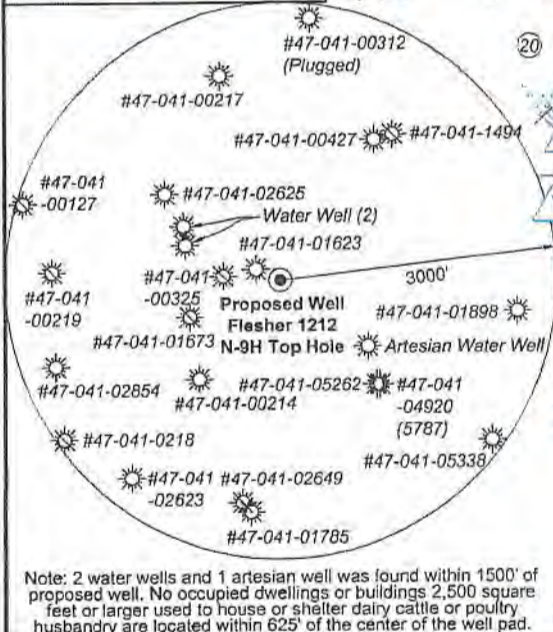 #47-041-00312
(Plugged)
20
#47-041-00217
#47-041-00427
#47-041-1494
#47-041
-00127
#47-041-02625
Water Well (2)
#47-041-01623
#47-041
-00325
3000'
#47-041
-00219
Proposed Well
Flesher 1212
N-9H Top Hole
#47-041-01898
#47-041-01673
Artesian Water Well
#47-041-02854
#47-041-00214
#47-041-05262
#47-041
-04920
(5787)
#47-041-0218
#47-041-05338
#47-041
-02623
#47-041-02649
#47-041-01785
Note: 2 water wells and 1 artesian well was found within 1500' of
proposed well. No occupied dwellings or buildings 2,500 square
feet or larger used to house or shelter dairy cattle or poultry
husbandry are located within 625' of the center of the well pad.